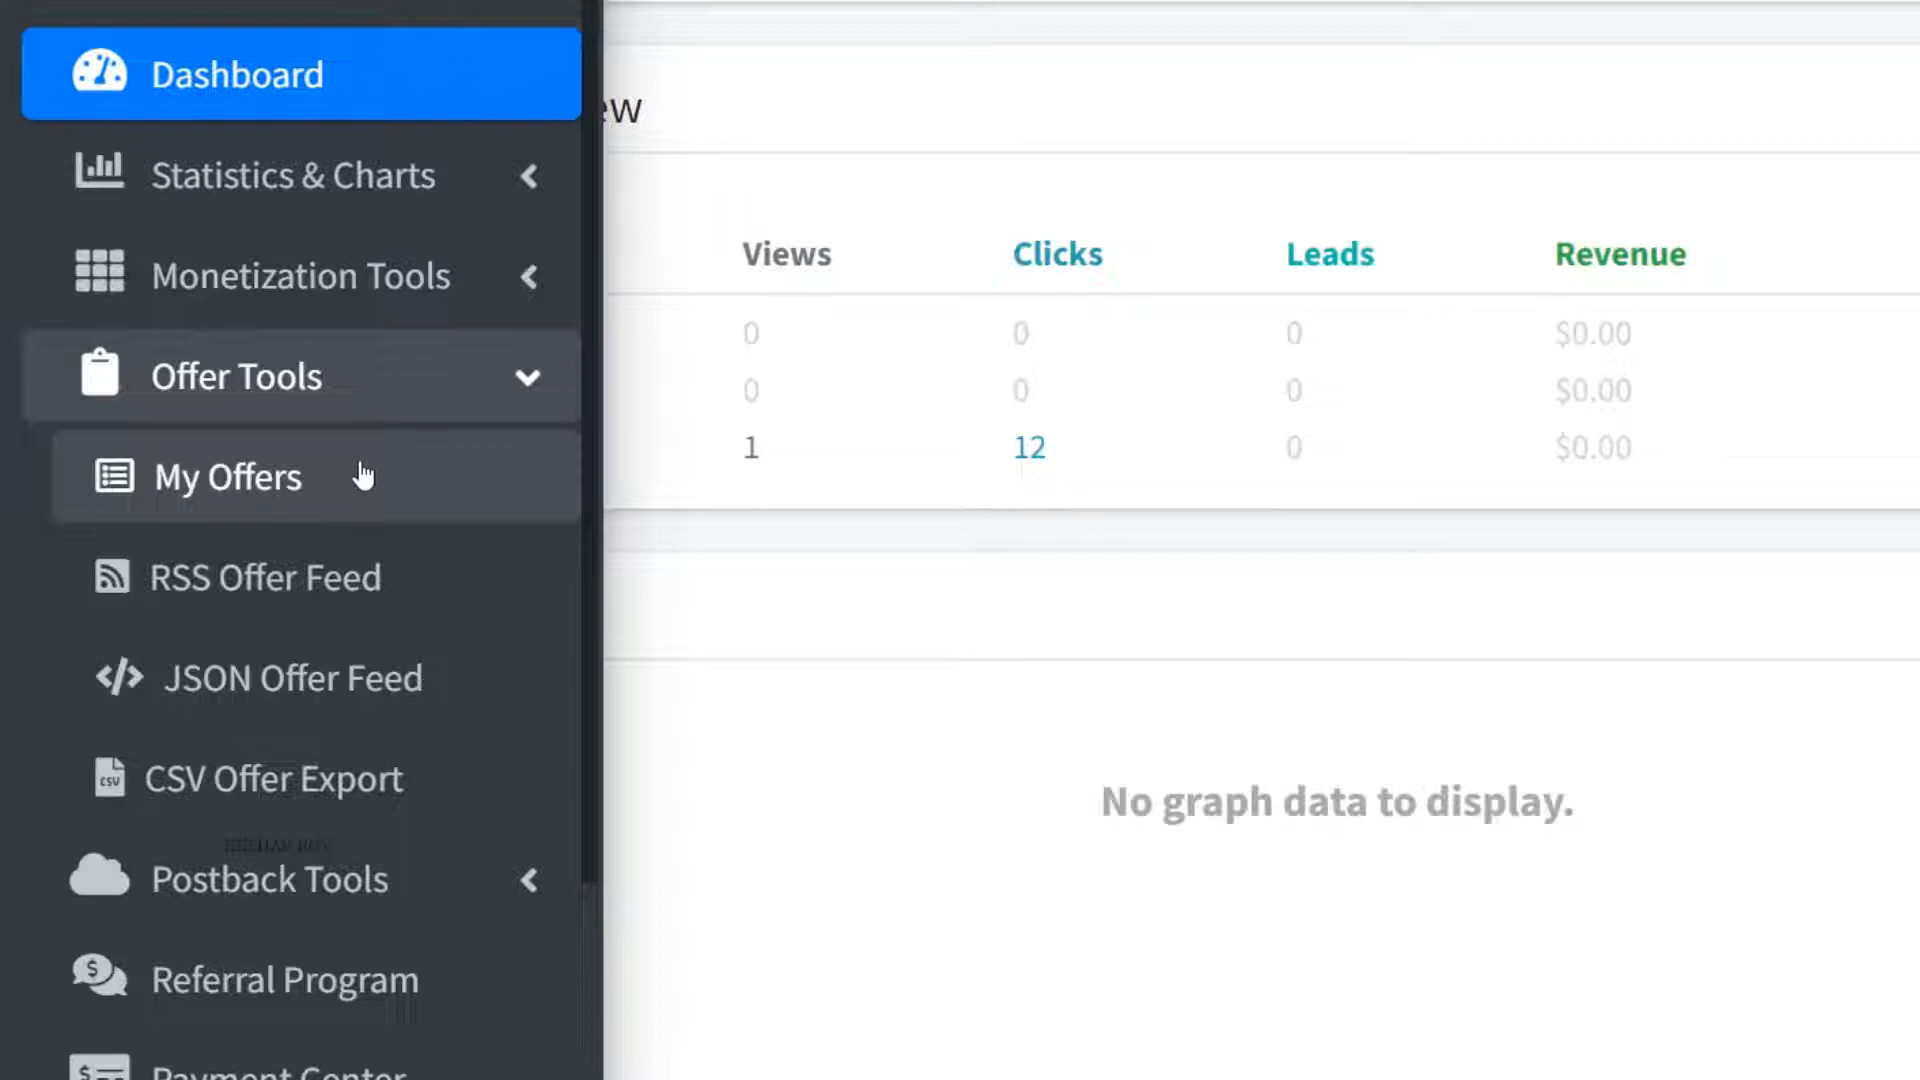 Dashboard
Statistics & Charts
Monetization Tools
Offer Tools
My Offers
RSS Offer Feed
JSON Offer Feed
CSV Offer Export
Postback Tools
Referral Program
Payment Center
ew
Views Clicks Leads Revenue
0 0 0 $0.00
0 0 0 $0.00
1 12 0 $0.00
No graph data to display.